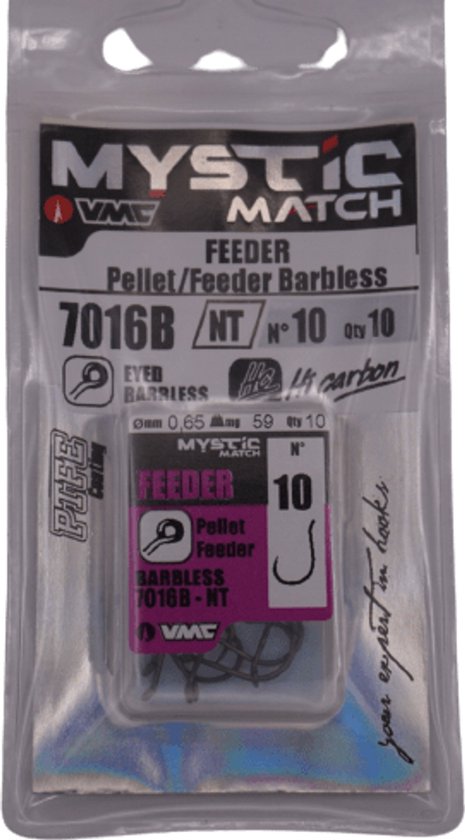 MYSTIC
VMC MATCH
FEEDER
Pellet/Feeder Barbless
7016B NT N° 10 Qty 10
EYED
BARBLESS
Hc Hi carbon
PTFE
Coating
Ømm 0,65 mg 59 Qty 10
MYSTIC
MATCH
N°
FEEDER
10
Pellet
Feeder
BARBLESS
7016B - NT
VMC
your expert in hooks